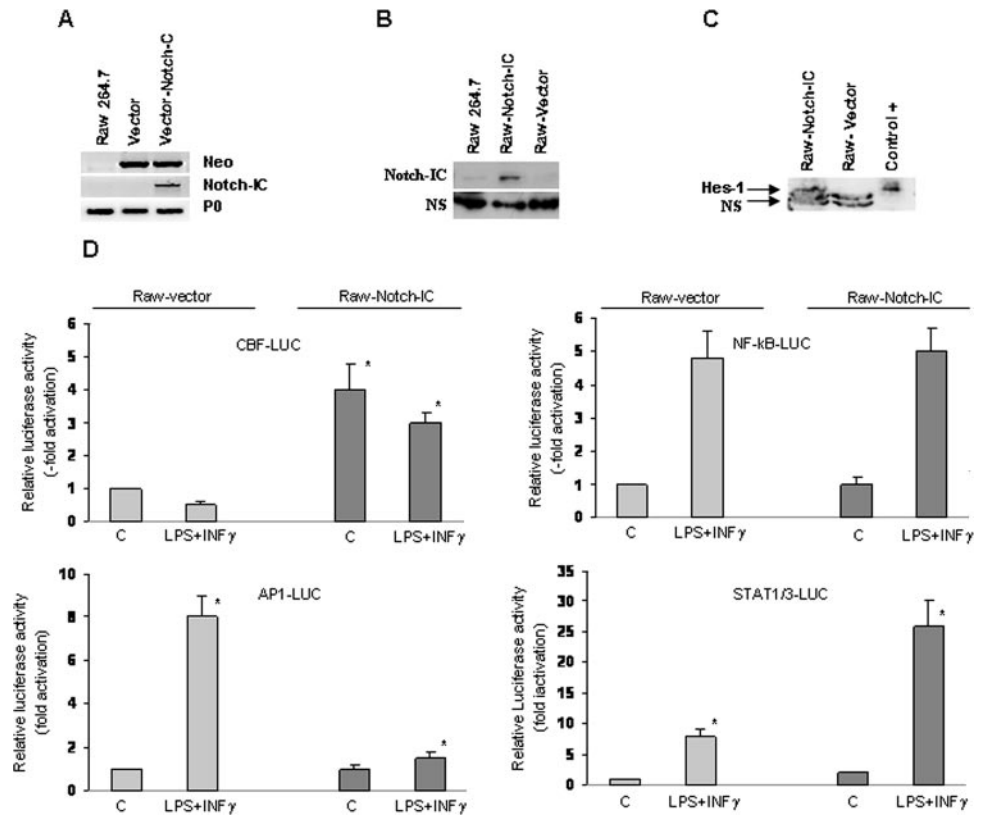 A
Raw 264.7
Vector
Vector-Notch-C
Neo
Notch-IC
P0
B
Raw 264.7
Raw-Notch-IC
Raw-Vector
Notch-IC
NS
C
Raw-Notch-IC
Raw- Vector
Control +
Hes-1
NS
D
Raw-vector
Raw-Notch-IC
CBF-LUC
Relative luciferase activity
(-fold activation)
6
5
4
3
2
1
0
*
*
C
LPS+INFγ
C
LPS+INFγ
Raw-vector
Raw-Notch-IC
NF-kB-LUC
Relative luciferase activity
(-fold activation)
6
5
4
3
2
1
0
C
LPS+INFγ
C
LPS+INFγ
AP1-LUC
Relative luciferase activity
(fold activation)
10
8
6
4
2
0
*
*
C
LPS+INFγ
C
LPS+INFγ
STAT1/3-LUC
Relative Luciferase activity
(fold iactivation)
35
30
25
20
15
10
5
0
*
*
C
LPS+INFγ
C
LPS+INFγ